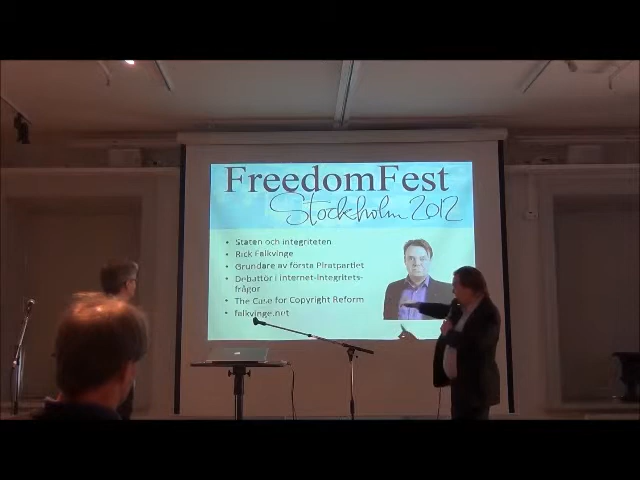 FreedomFest
Stockholm 2012
• Staten och integriteten
• Rick Falkvinge
• Grundare av första Piratpartiet
• Debattör i internet-integritets-
frågor
• The Case for Copyright Reform
• falkvinge.net